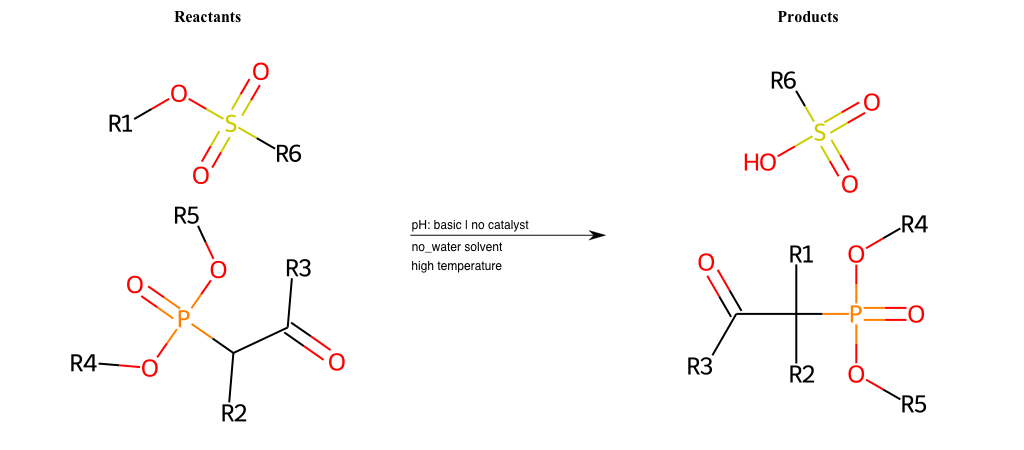 Reactants
Products
O
O
R1
S
R6
O
R6
O
S
HO
O
R5
O
R3
O
P
R4
O
O
R2
pH: basic | no catalyst
no_water solvent
high temperature
R4
O
R1
O
P
O
R3
R2
O
R5